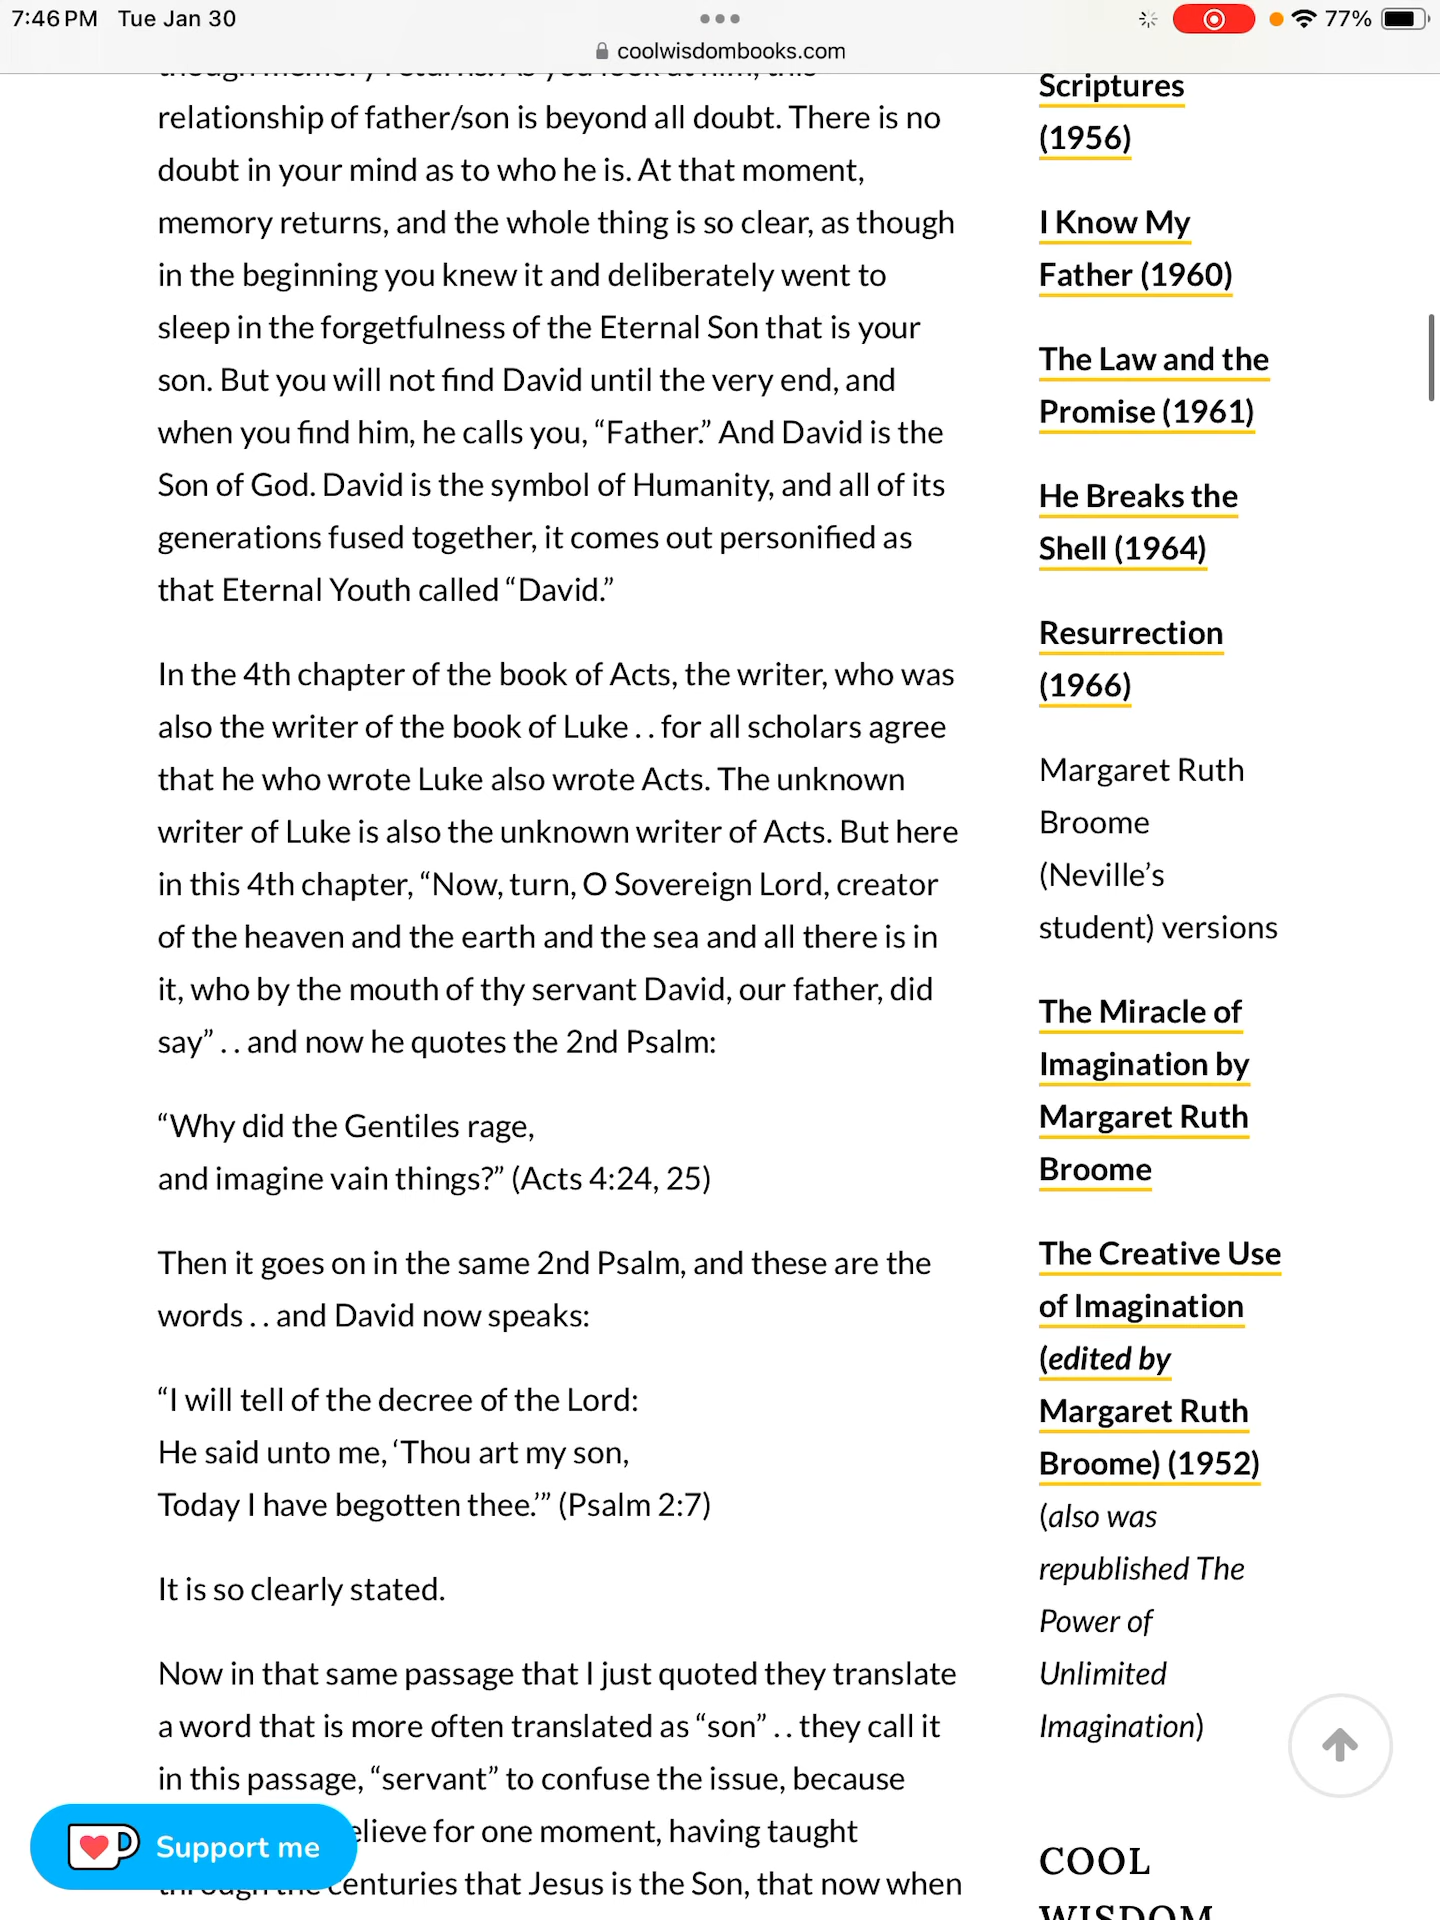 7:46 PM Tue Jan 30
77%
coolwisdombooks.com
though memory returns. As you look at him, this
relationship of father/son is beyond all doubt. There is no
doubt in your mind as to who he is. At that moment,
memory returns, and the whole thing is so clear, as though
in the beginning you knew it and deliberately went to
sleep in the forgetfulness of the Eternal Son that is your
son. But you will not find David until the very end, and
when you find him, he calls you, “Father.” And David is the
Son of God. David is the symbol of Humanity, and all of its
generations fused together, it comes out personified as
that Eternal Youth called “David.”
In the 4th chapter of the book of Acts, the writer, who was
also the writer of the book of Luke . . for all scholars agree
that he who wrote Luke also wrote Acts. The unknown
writer of Luke is also the unknown writer of Acts. But here
in this 4th chapter, “Now, turn, O Sovereign Lord, creator
of the heaven and the earth and the sea and all there is in
it, who by the mouth of thy servant David, our father, did
say” . . and now he quotes the 2nd Psalm:
“Why did the Gentiles rage,
and imagine vain things?” (Acts 4:24, 25)
Then it goes on in the same 2nd Psalm, and these are the
words . . and David now speaks:
“I will tell of the decree of the Lord:
He said unto me, ‘Thou art my son,
Today I have begotten thee.’” (Psalm 2:7)
It is so clearly stated.
Now in that same passage that I just quoted they translate
a word that is more often translated as “son” . . they call it
in this passage, “servant” to confuse the issue, because
elieve for one moment, having taught
through the centuries that Jesus is the Son, that now when
Support me
Scriptures
(1956)
I Know My
Father (1960)
The Law and the
Promise (1961)
He Breaks the
Shell (1964)
Resurrection
(1966)
Margaret Ruth
Broome
(Neville’s
student) versions
The Miracle of
Imagination by
Margaret Ruth
Broome
The Creative Use
of Imagination
(edited by
Margaret Ruth
Broome) (1952)
(also was
republished The
Power of
Unlimited
Imagination)
COOL
WISDOM